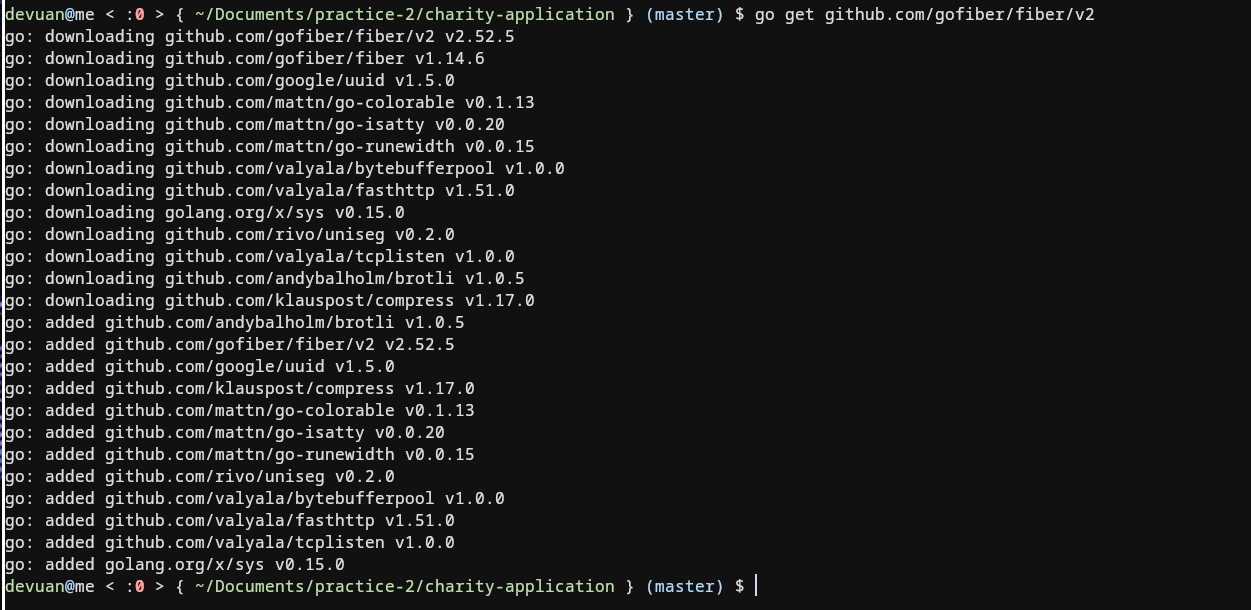 devuan@me < :0 > { ~/Documents/practice-2/charity-application } (master) $ go get github.com/gofiber/fiber/v2
go: downloading github.com/gofiber/fiber/v2 v2.52.5
go: downloading github.com/gofiber/fiber v1.14.6
go: downloading github.com/google/uuid v1.5.0
go: downloading github.com/mattn/go-colorable v0.1.13
go: downloading github.com/mattn/go-isatty v0.0.20
go: downloading github.com/mattn/go-runewidth v0.0.15
go: downloading github.com/valyala/bytebufferpool v1.0.0
go: downloading github.com/valyala/fasthttp v1.51.0
go: downloading golang.org/x/sys v0.15.0
go: downloading github.com/rivo/uniseg v0.2.0
go: downloading github.com/valyala/tcplisten v1.0.0
go: downloading github.com/andybalholm/brotli v1.0.5
go: downloading github.com/klauspost/compress v1.17.0
go: added github.com/andybalholm/brotli v1.0.5
go: added github.com/gofiber/fiber/v2 v2.52.5
go: added github.com/google/uuid v1.5.0
go: added github.com/klauspost/compress v1.17.0
go: added github.com/mattn/go-colorable v0.1.13
go: added github.com/mattn/go-isatty v0.0.20
go: added github.com/mattn/go-runewidth v0.0.15
go: added github.com/rivo/uniseg v0.2.0
go: added github.com/valyala/bytebufferpool v1.0.0
go: added github.com/valyala/fasthttp v1.51.0
go: added github.com/valyala/tcplisten v1.0.0
go: added golang.org/x/sys v0.15.0
devuan@me < :0 > { ~/Documents/practice-2/charity-application } (master) $